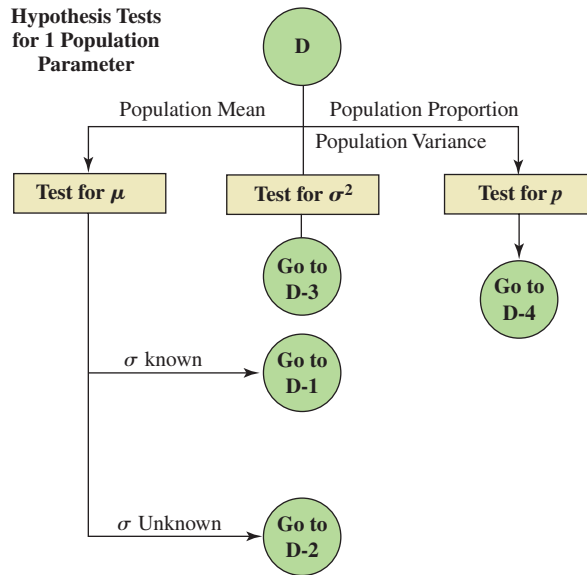 Hypothesis Tests
for 1 Population
Parameter
D
Population Mean
Population Proportion
Population Variance
Test for μ
Test for σ²
Test for p
Go to
D-3
Go to
D-4
σ known
Go to
D-1
σ Unknown
Go to
D-2